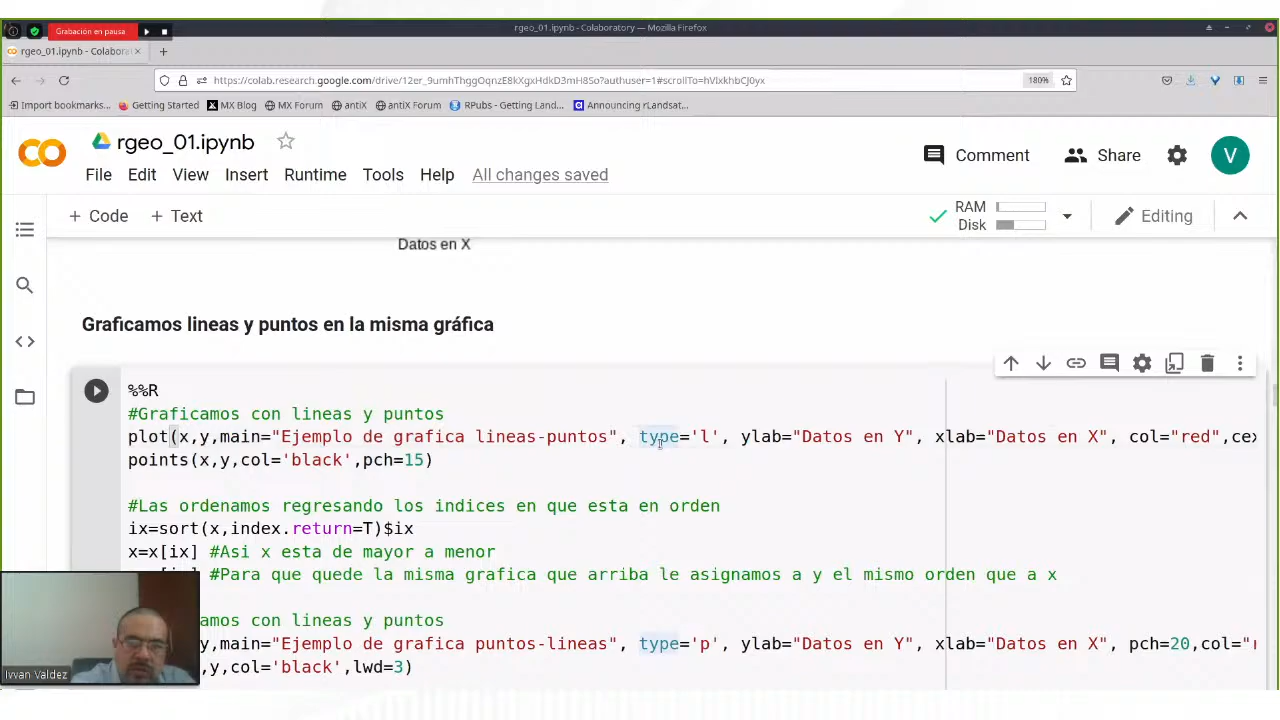 Grabación en pausa
rgeo_01.ipynb - Colaboratory — Mozilla Firefox
rgeo_01.ipynb - Colabora
https://colab.research.google.com/drive/12er_9umhThggOqnzE8kXgxHdkD3mH8So?authuser=1#scrollTo=hVIxkhbCJ0yx
180%
Import bookmarks... Getting Started MX Blog MX Forum antiX antiX Forum RPubs - Getting Land... Announcing rLandsat...
CO rgeo_01.ipynb
Comment Share V
File Edit View Insert Runtime Tools Help All changes saved
+ Code + Text
RAM
Disk
Editing
Datos en X
Graficamos lineas y puntos en la misma gráfica
%%R
#Graficamos con lineas y puntos
plot(x,y,main="Ejemplo de grafica lineas-puntos", type='l', ylab="Datos en Y", xlab="Datos en X", col="red",cex
points(x,y,col='black',pch=15)
#Las ordenamos regresando los indices en que esta en orden
ix=sort(x,index.return=T)$ix
x=x[ix] #Asi x esta de mayor a menor
#Para que quede la misma grafica que arriba le asignamos a y el mismo orden que a x
amos con lineas y puntos
y,main="Ejemplo de grafica puntos-lineas", type='p', ylab="Datos en Y", xlab="Datos en X", pch=20,col="r
,y,col='black',lwd=3)
Ivvan Valdez